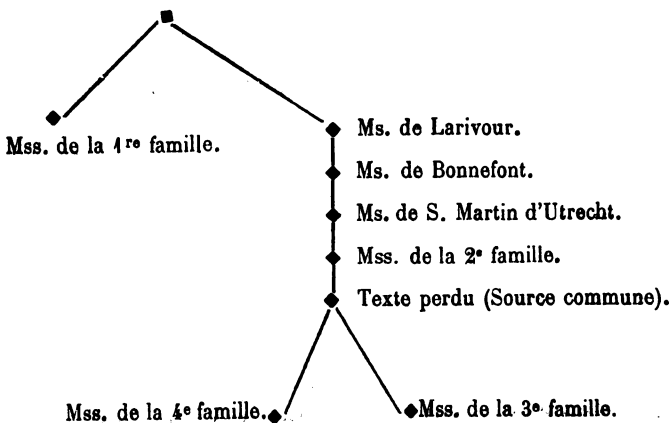 Mss. de la 1re famille.
Ms. de Larivour.
Ms. de Bonnefont.
Ms. de S. Martin d'Utrecht.
Mss. de la 2e famille.
Texte perdu (Source commune).
Mss. de la 4e famille.
Mss. de la 3e famille.